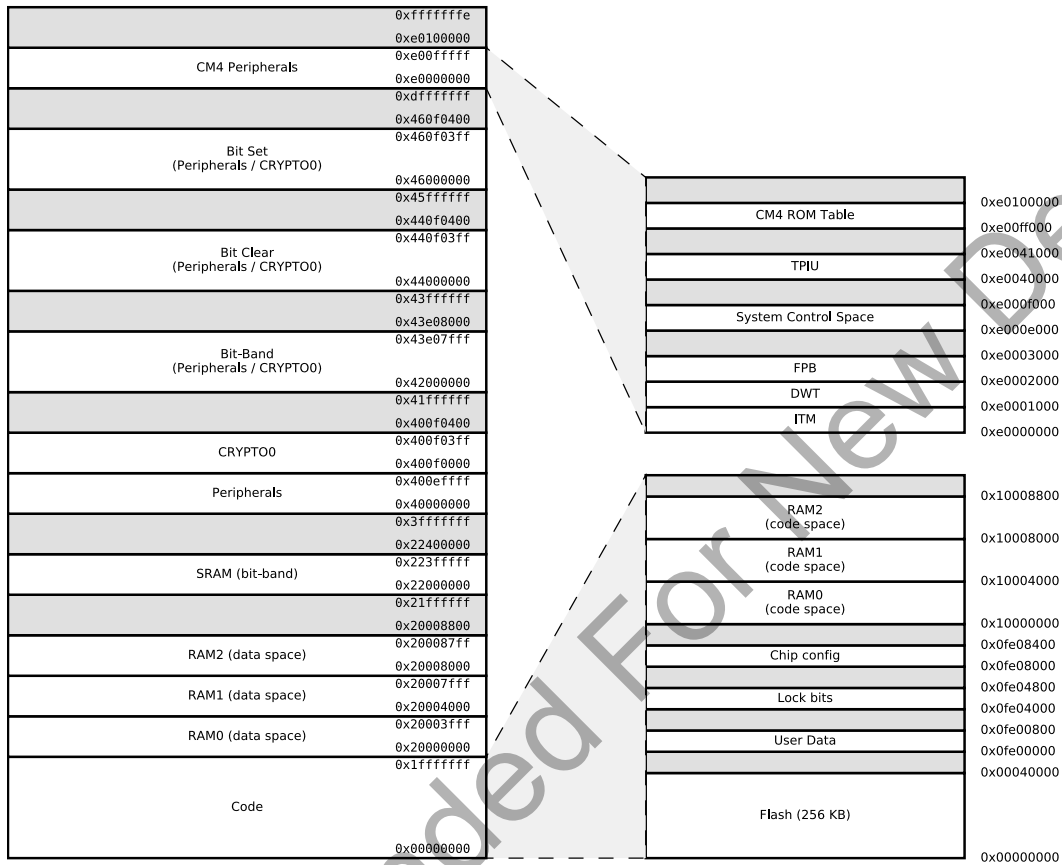 0xfffffffe
0xe0100000
CM4 Peripherals
0xe00fffff
0xe0000000
0xdfffffff
0x460f0400
Bit Set
(Peripherals / CRYPTO0)
0x460f03ff
0x46000000
0x45ffffff
0x440f0400
Bit Clear
(Peripherals / CRYPTO0)
0x440f03ff
0x44000000
0x43ffffff
0x43e08000
Bit-Band
(Peripherals / CRYPTO0)
0x43e07fff
0x42000000
0x41ffffff
0x400f0400
CRYPTO0
0x400f03ff
0x400f0000
Peripherals
0x400effff
0x40000000
0x3fffffff
0x22400000
SRAM (bit-band)
0x223fffff
0x22000000
0x21ffffff
0x20008800
RAM2 (data space)
0x200087ff
0x20008000
RAM1 (data space)
0x20007fff
0x20004000
RAM0 (data space)
0x20003fff
0x20000000
0x1fffffff
Code
0x00000000
0xe0100000
CM4 ROM Table
0xe00ff000
0xe0041000
TPIU
0xe0040000
0xe000f000
System Control Space
0xe000e000
0xe0003000
FPB
0xe0002000
DWT
0xe0001000
ITM
0xe0000000
0x10008800
RAM2
(code space)
0x10008000
RAM1
(code space)
0x10004000
RAM0
(code space)
0x10000000
0x0fe08400
Chip config
0x0fe08000
0x0fe04800
Lock bits
0x0fe04000
0x0fe00800
User Data
0x0fe00000
0x00040000
Flash (256 KB)
0x00000000
ded For New De